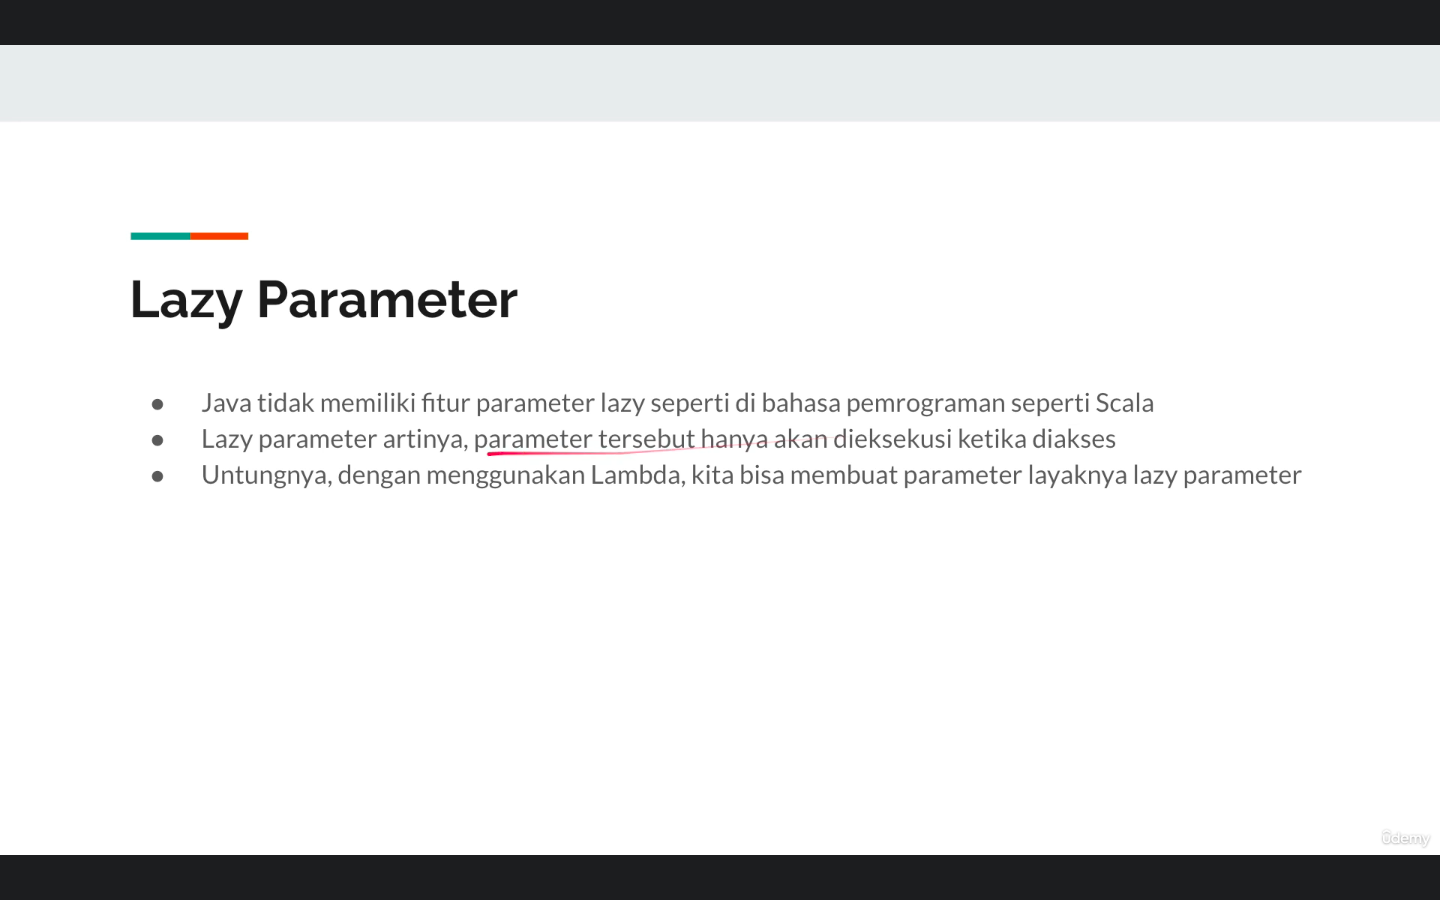 Lazy Parameter
● Java tidak memiliki fitur parameter lazy seperti di bahasa pemrograman seperti Scala
● Lazy parameter artinya, parameter tersebut hanya akan dieksekusi ketika diakses
● Untungnya, dengan menggunakan Lambda, kita bisa membuat parameter layaknya lazy parameter
ûdemy